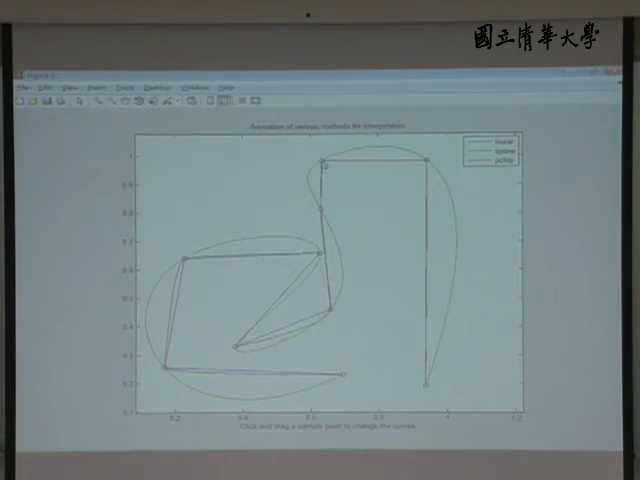 國立清華大學
Figure 1
File Edit View Insert Tools Desktop Window Help
Animation of various methods for interpolation
linear
spline
pchip
1
0.9
0.8
0.7
0.6
0.5
0.4
0.3
0.2
0.1
0.2 0.4 0.6 0.8 1 1.2
Click and drag a sample point to change the curves.